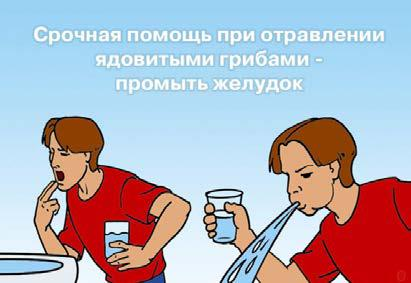 Срочная помощь при отравлении
ядовитыми грибами -
промыть желудок